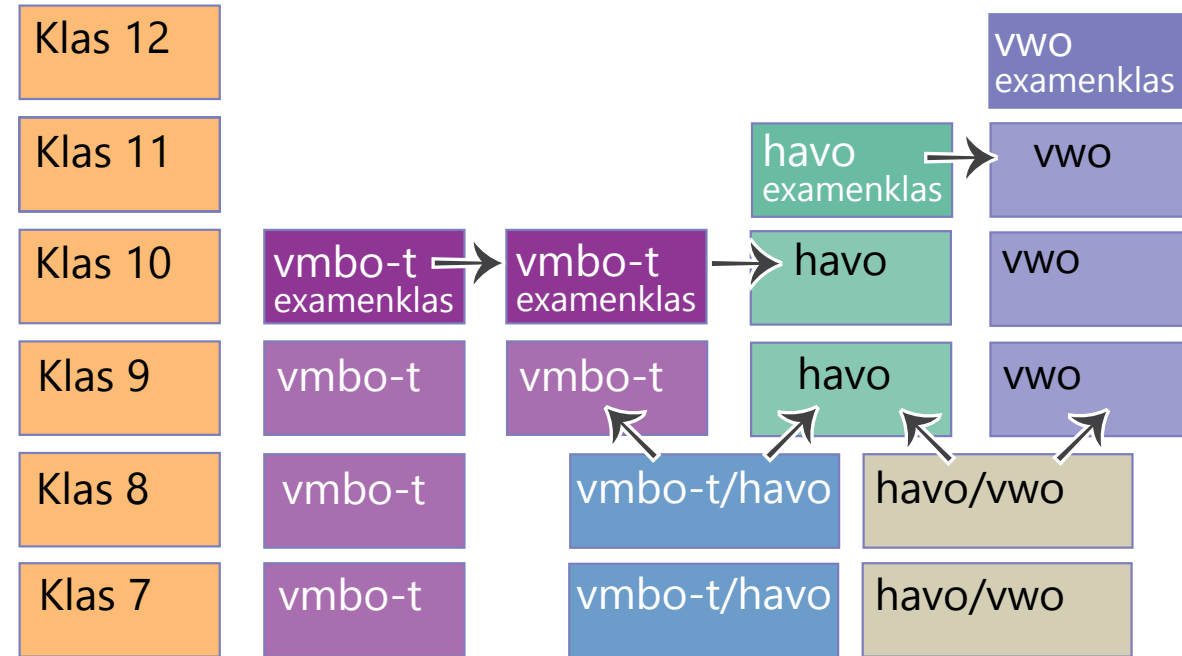 Klas 12
vwo
examenklas
Klas 11
havo
examenklas
vwo
Klas 10
vmbo-t
examenklas
vmbo-t
examenklas
havo
vwo
Klas 9
vmbo-t
vmbo-t
havo
vwo
Klas 8
vmbo-t
vmbo-t/havo
havo/vwo
Klas 7
vmbo-t
vmbo-t/havo
havo/vwo